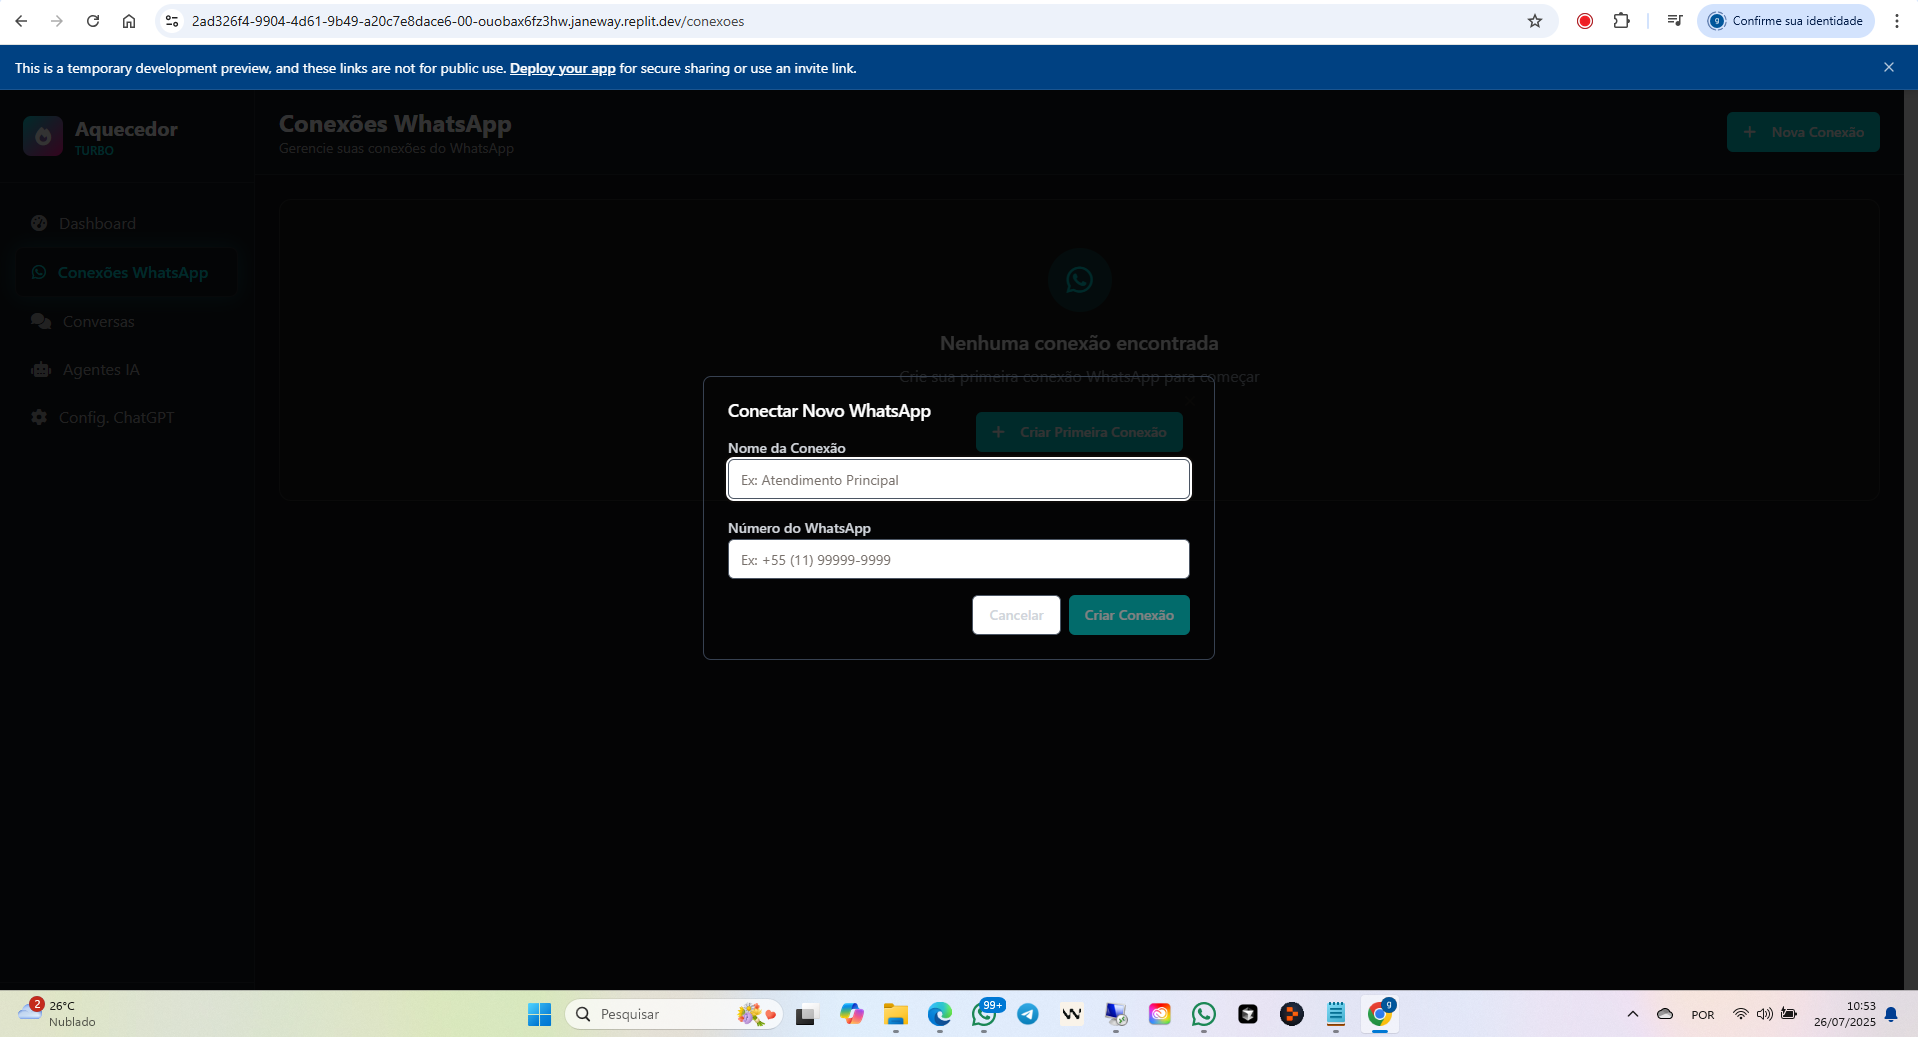 2ad326f4-9904-4d61-9b49-a20c7e8dace6-00-ouobax6fz3hw.janeway.replit.dev/conexoes
Confirme sua identidade
This is a temporary development preview, and these links are not for public use. Deploy your app for secure sharing or use an invite link.
Aquecedor
TURBO
Conexões WhatsApp
Gerencie suas conexões do WhatsApp
Nova Conexão
Dashboard
Conexões WhatsApp
Conversas
Agentes IA
Config. ChatGPT
Nenhuma conexão encontrada
Crie sua primeira conexão WhatsApp para começar
Criar Primeira Conexão
Conectar Novo WhatsApp
Nome da Conexão
Ex: Atendimento Principal
Número do WhatsApp
Ex: +55 (11) 99999-9999
Cancelar
Criar Conexão
2
26°C
Nublado
Pesquisar
99+
9
POR
10:53
26/07/2025